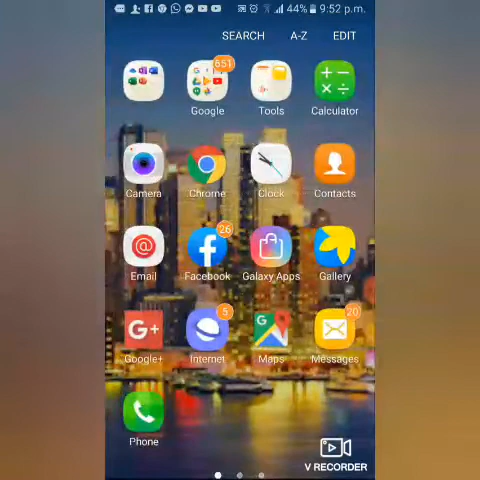 44% 9:52 p.m.
SEARCH A-Z EDIT
651
Google Tools Calculator
Camera Chrome Clock Contacts
26
Email Facebook Galaxy Apps Gallery
G+ 5 20
Google+ Internet Maps Messages
Phone
V RECORDER